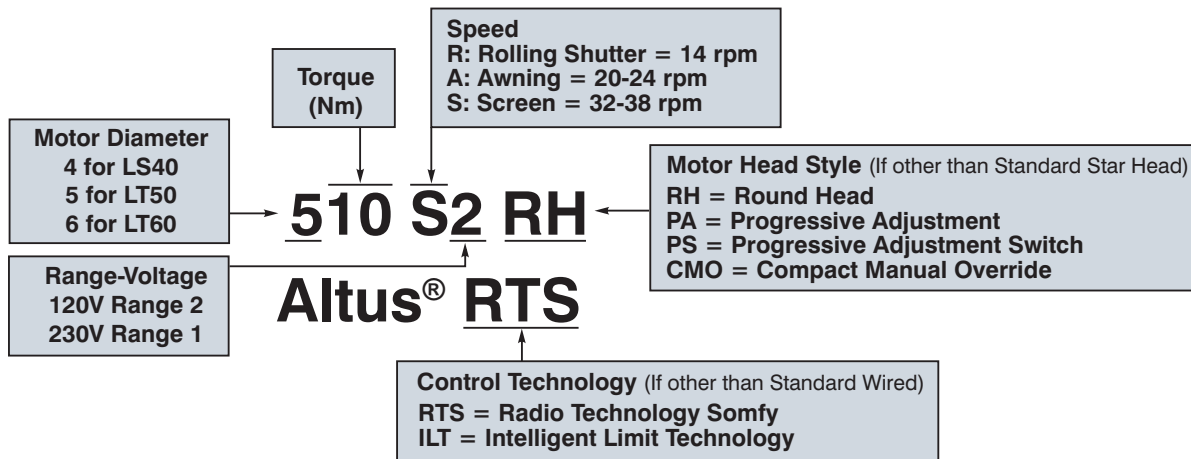 Speed
R: Rolling Shutter = 14 rpm
A: Awning = 20-24 rpm
S: Screen = 32-38 rpm
Torque
(Nm)
Motor Diameter
4 for LS40
5 for LT50
6 for LT60
Motor Head Style (If other than Standard Star Head)
RH = Round Head
PA = Progressive Adjustment
PS = Progressive Adjustment Switch
CMO = Compact Manual Override
510 S2 RH
Range-Voltage
120V Range 2
230V Range 1
Altus® RTS
Control Technology (If other than Standard Wired)
RTS = Radio Technology Somfy
ILT = Intelligent Limit Technology